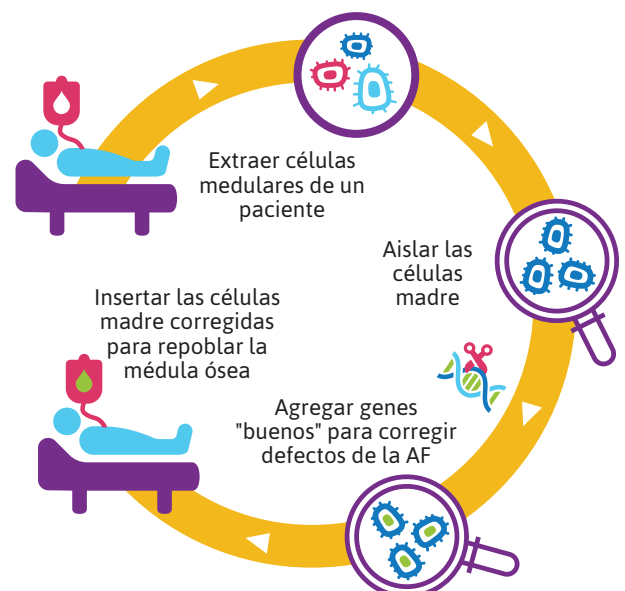 Extraer células
medulares de un
paciente
Aislar las
células
madre
Agregar genes
"buenos" para corregir
defectos de la AF
Insertar las células
madre corregidas
para repoblar la
médula ósea